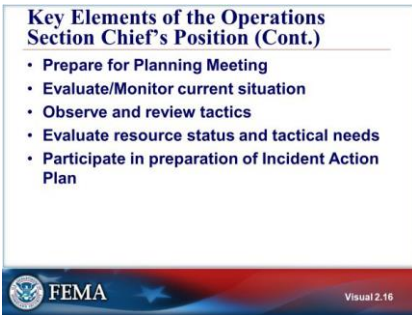 Key Elements of the Operations
Section Chief's Position (Cont.)
• Prepare for Planning Meeting
• Evaluate/Monitor current situation
• Observe and review tactics
• Evaluate resource status and tactical needs
• Participate in preparation of Incident Action
Plan
FEMA
Visual 2.16